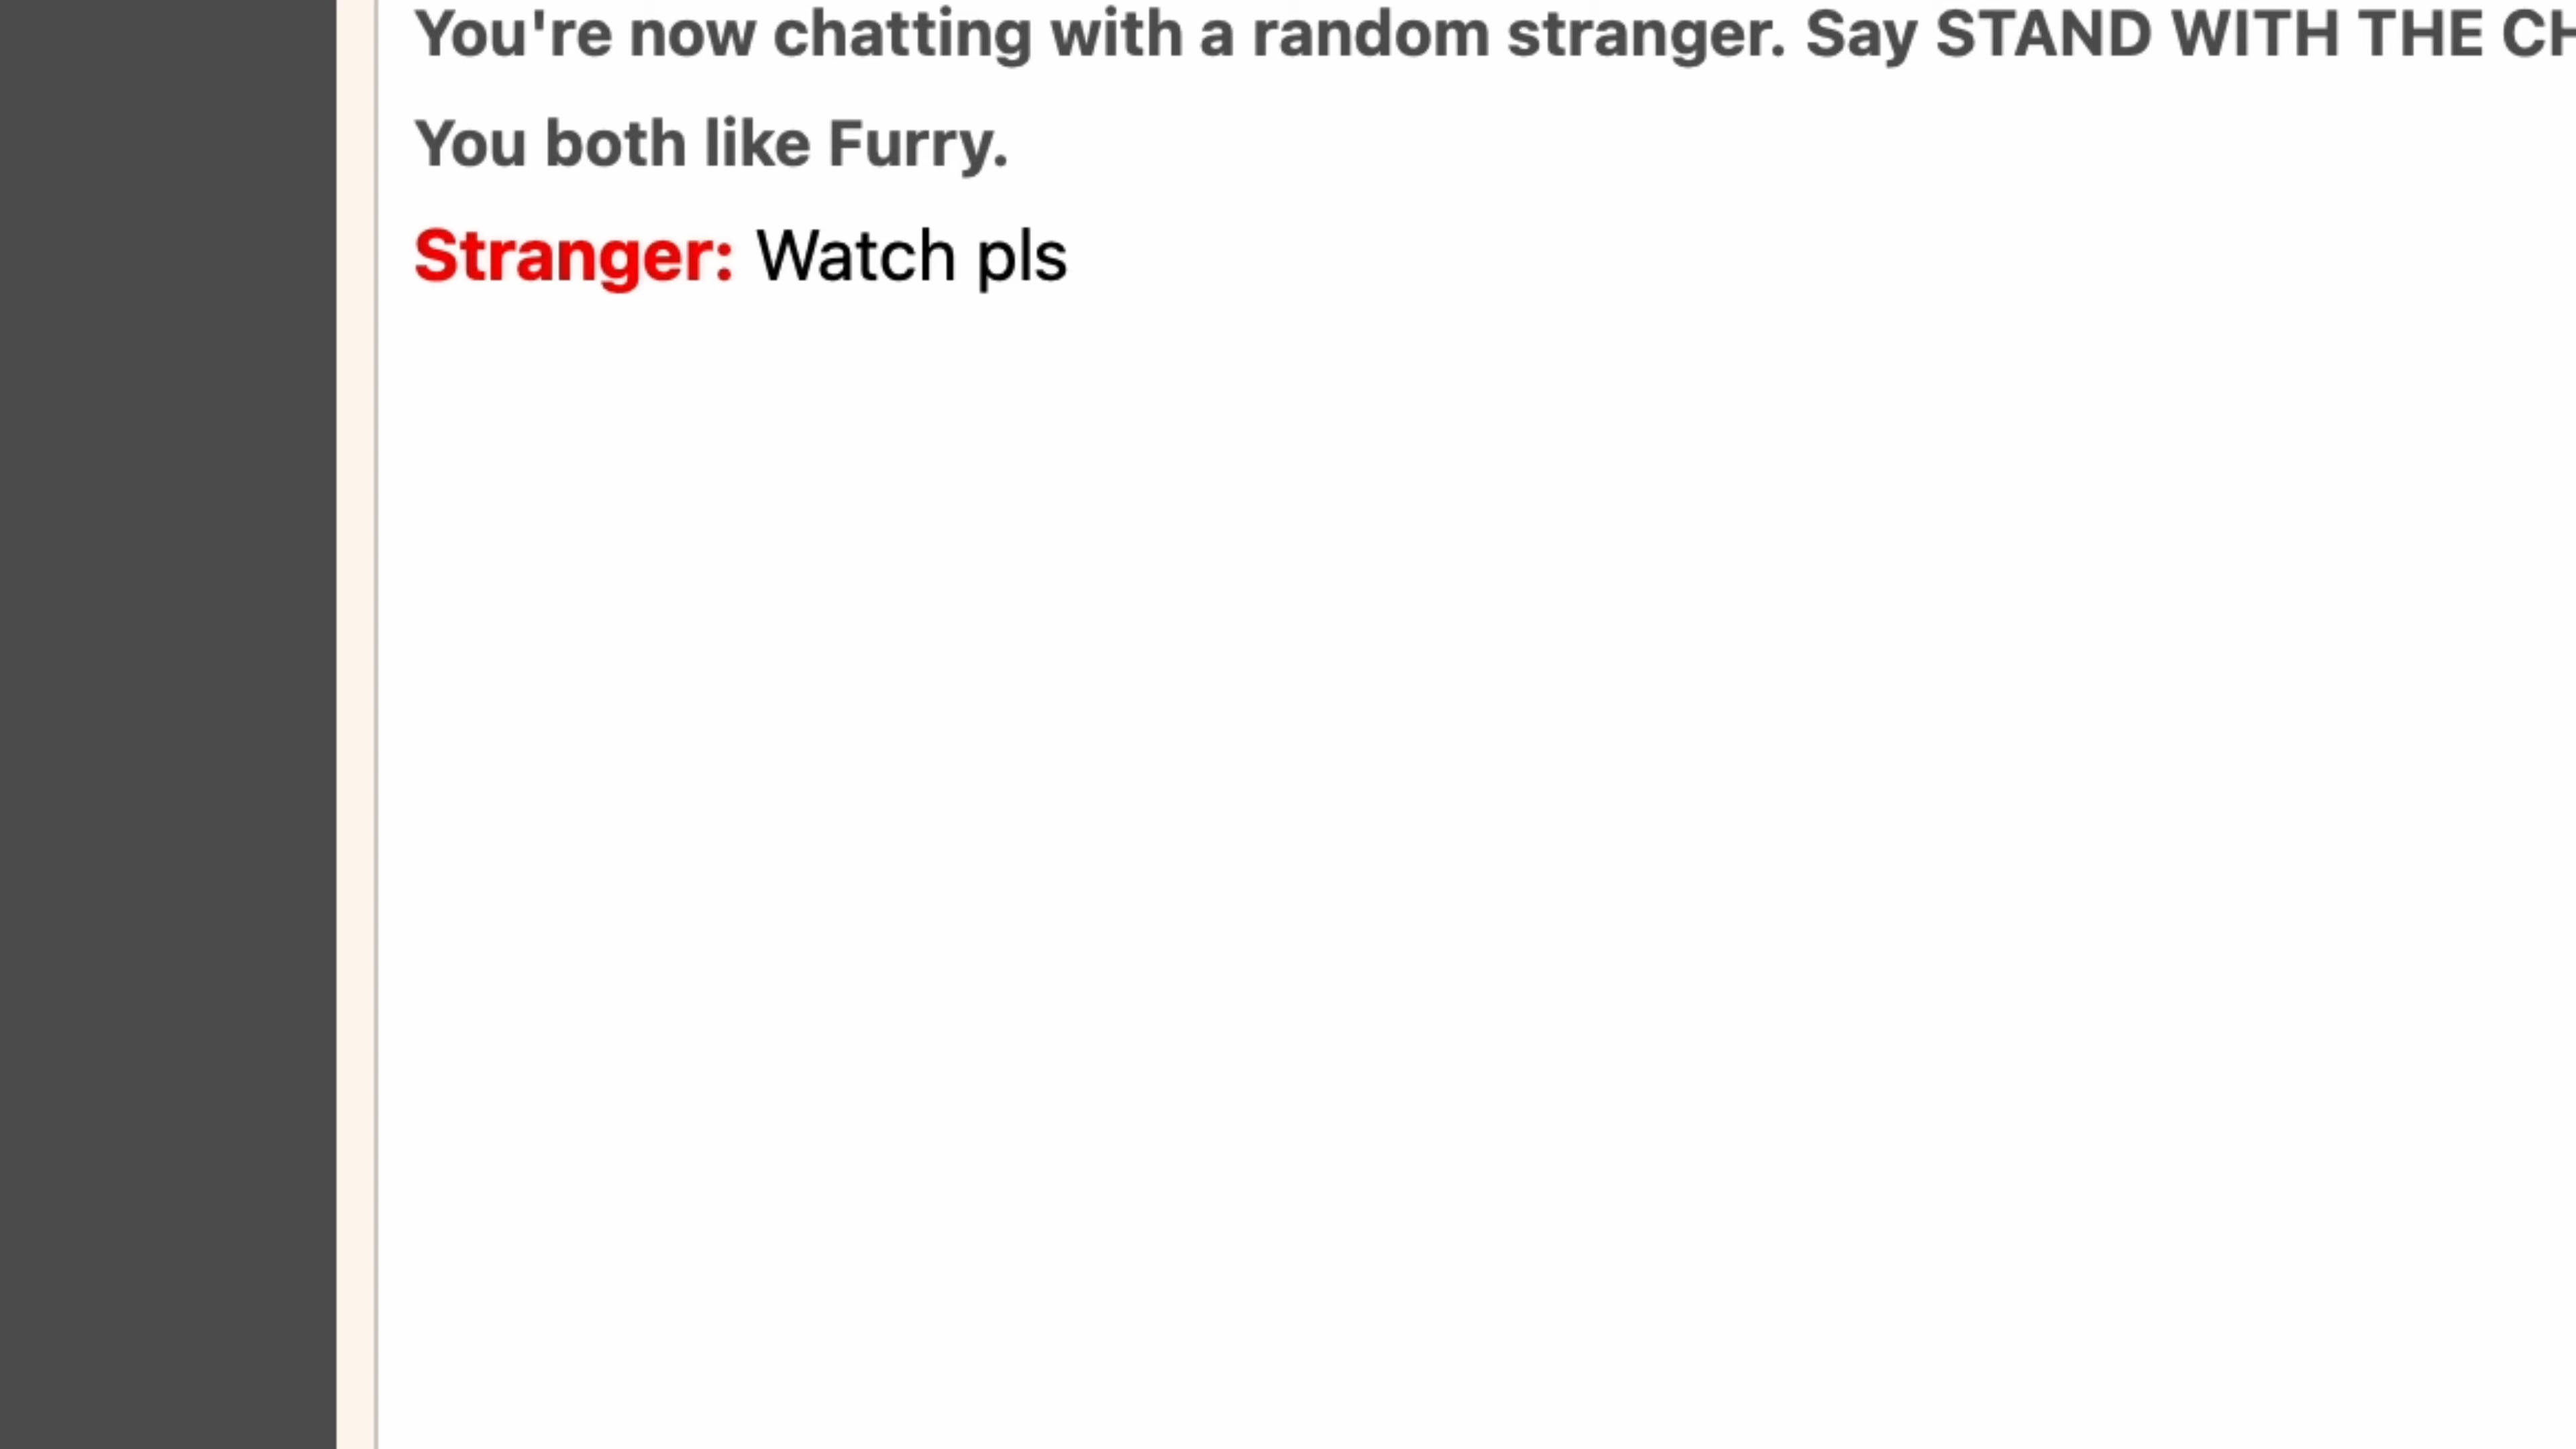 You're now chatting with a random stranger. Say STAND WITH THE
You both like Furry.
Stranger: Watch pls